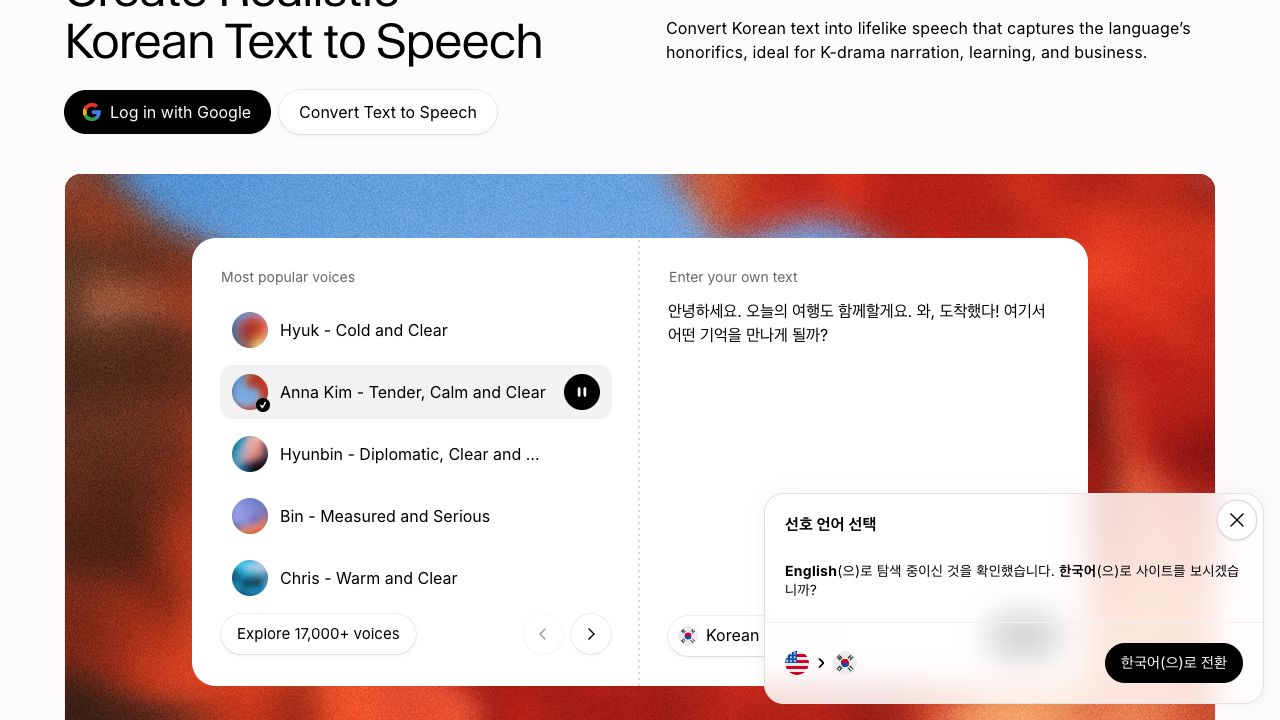 Create Realistic
Korean Text to Speech
Convert Korean text into lifelike speech that captures the language's
honorifics, ideal for K-drama narration, learning, and business.
Log in with Google
Convert Text to Speech
Most popular voices
Hyuk - Cold and Clear
Anna Kim - Tender, Calm and Clear
Hyunbin - Diplomatic, Clear and ...
Bin - Measured and Serious
Chris - Warm and Clear
Explore 17,000+ voices
Enter your own text
안녕하세요. 오늘의 여행도 함께할게요. 와, 도착했다! 여기서
어떤 기억을 만나게 될까?
Korean
선호 언어 선택
English(으)로 탐색 중이신 것을 확인했습니다. 한국어(으)로 사이트를 보시겠습
니까?
한국어(으)로 전환